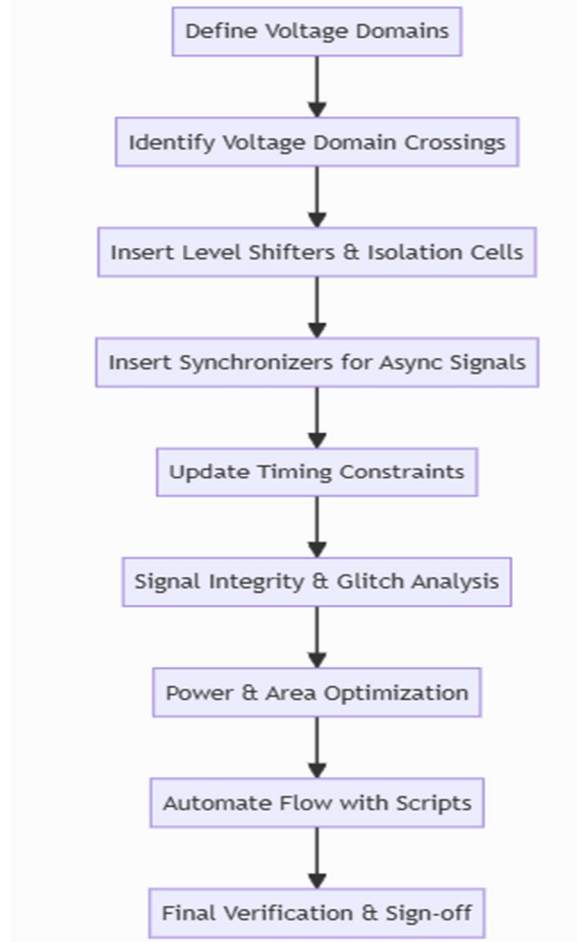 Define Voltage Domains
Identify Voltage Domain Crossings
Insert Level Shifters & Isolation Cells
Insert Synchronizers for Async Signals
Update Timing Constraints
Signal Integrity & Glitch Analysis
Power & Area Optimization
Automate Flow with Scripts
Final Verification & Sign-off